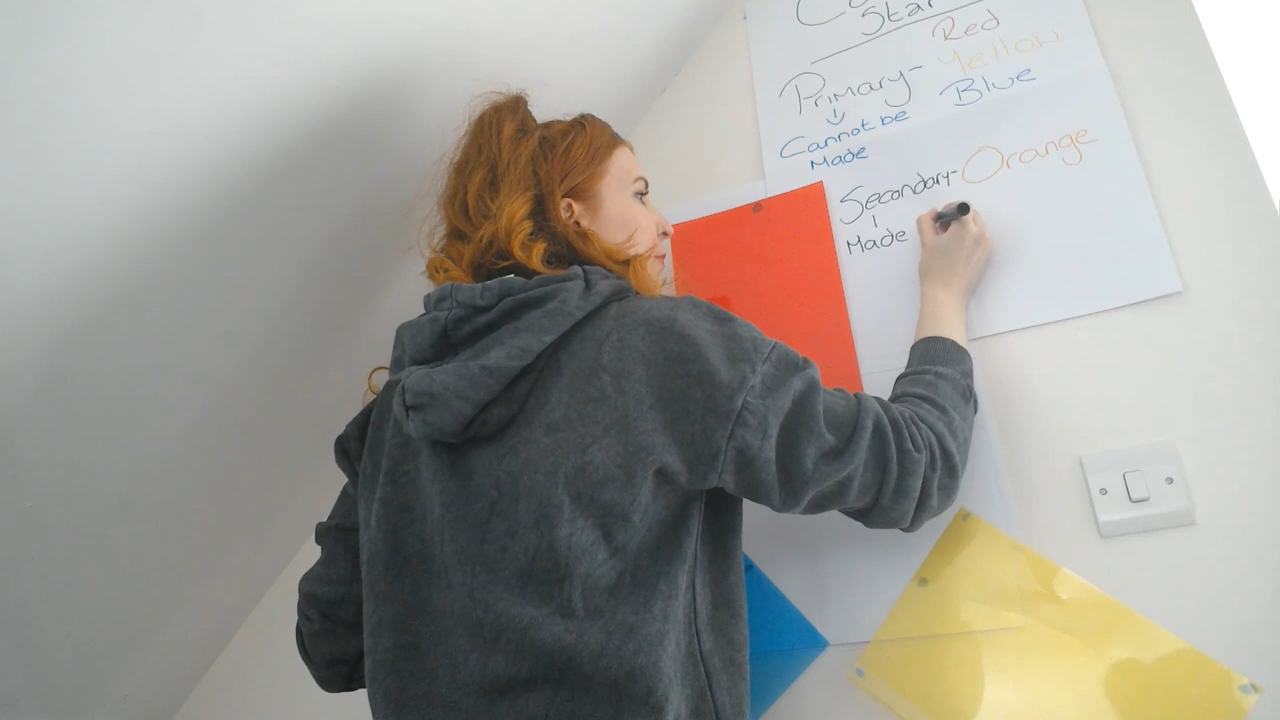 Star
Red
Primary- Yellow
Blue
Cannot be
Made
Secondary- Orange
Made